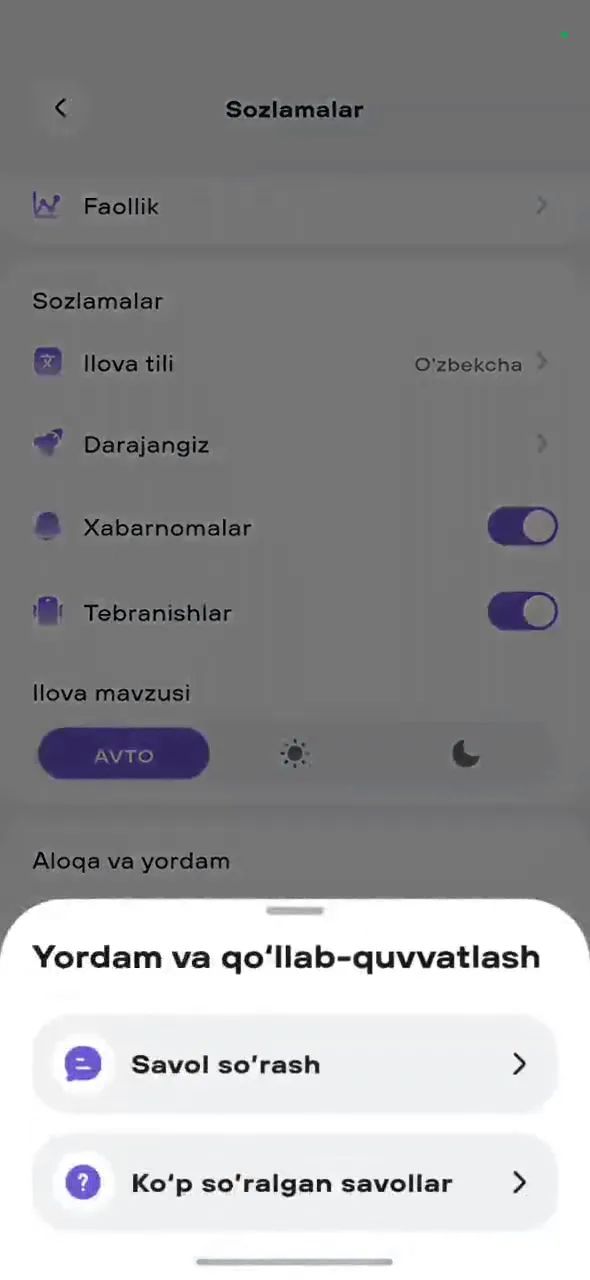 Sozlamalar
Faollik
Sozlamalar
Ilova tili
O'zbekcha
Darajangiz
Xabarnomalar
Tebranishlar
Ilova mavzusi
AVTO
Aloqa va yordam
Yordam va qo‘llab-quvvatlash
Savol so‘rash
Ko‘p so‘ralgan savollar